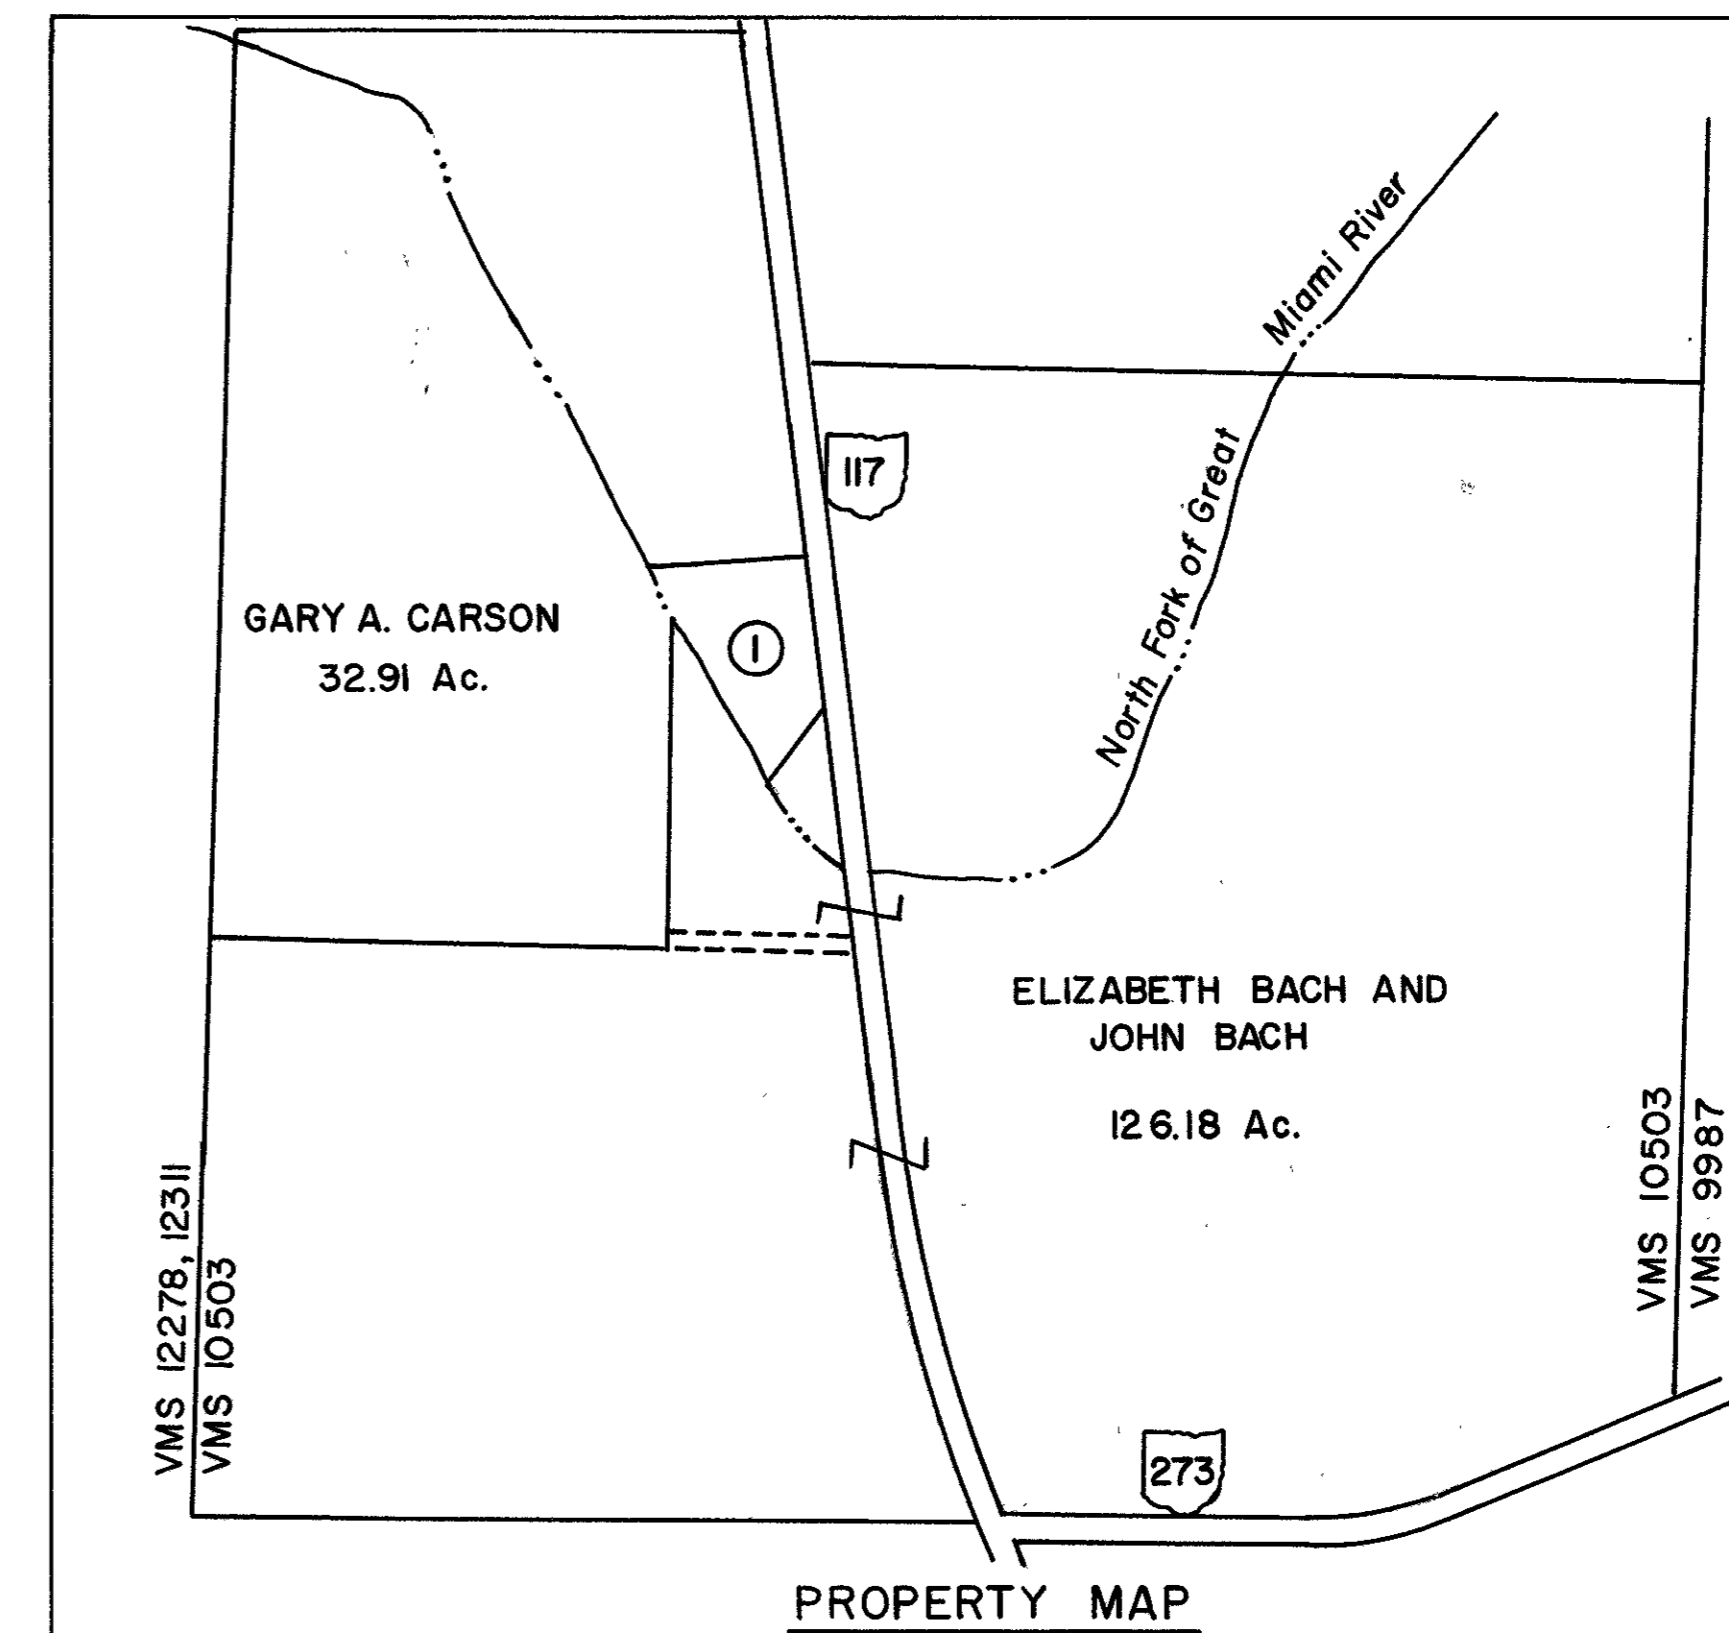 Miami River
North Fork of Great
117
GARY A. CARSON
32.91 Ac.
1
ELIZABETH BACH AND
JOHN BACH
126.18 Ac.
VMS 12278, 12311
VMS 10503
VMS 10503
VMS 9987
273
PROPERTY MAP